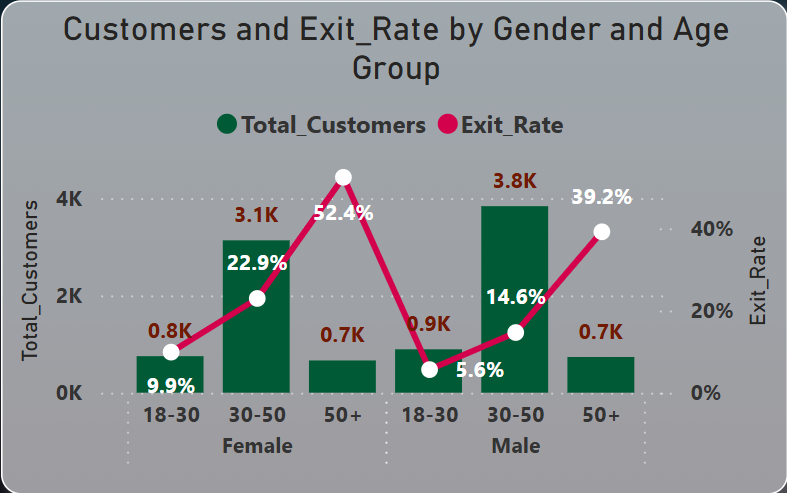 Customers and Exit_Rate by Gender and Age
Group
Total_Customers Exit_Rate
Total_Customers
4K
2K
0K
0.8K
9.9%
3.1K
22.9%
52.4%
0.7K
0.9K
5.6%
3.8K
14.6%
39.2%
0.7K
40%
20%
0%
Exit_Rate
18-30 30-50 50+ 18-30 30-50 50+
Female Male